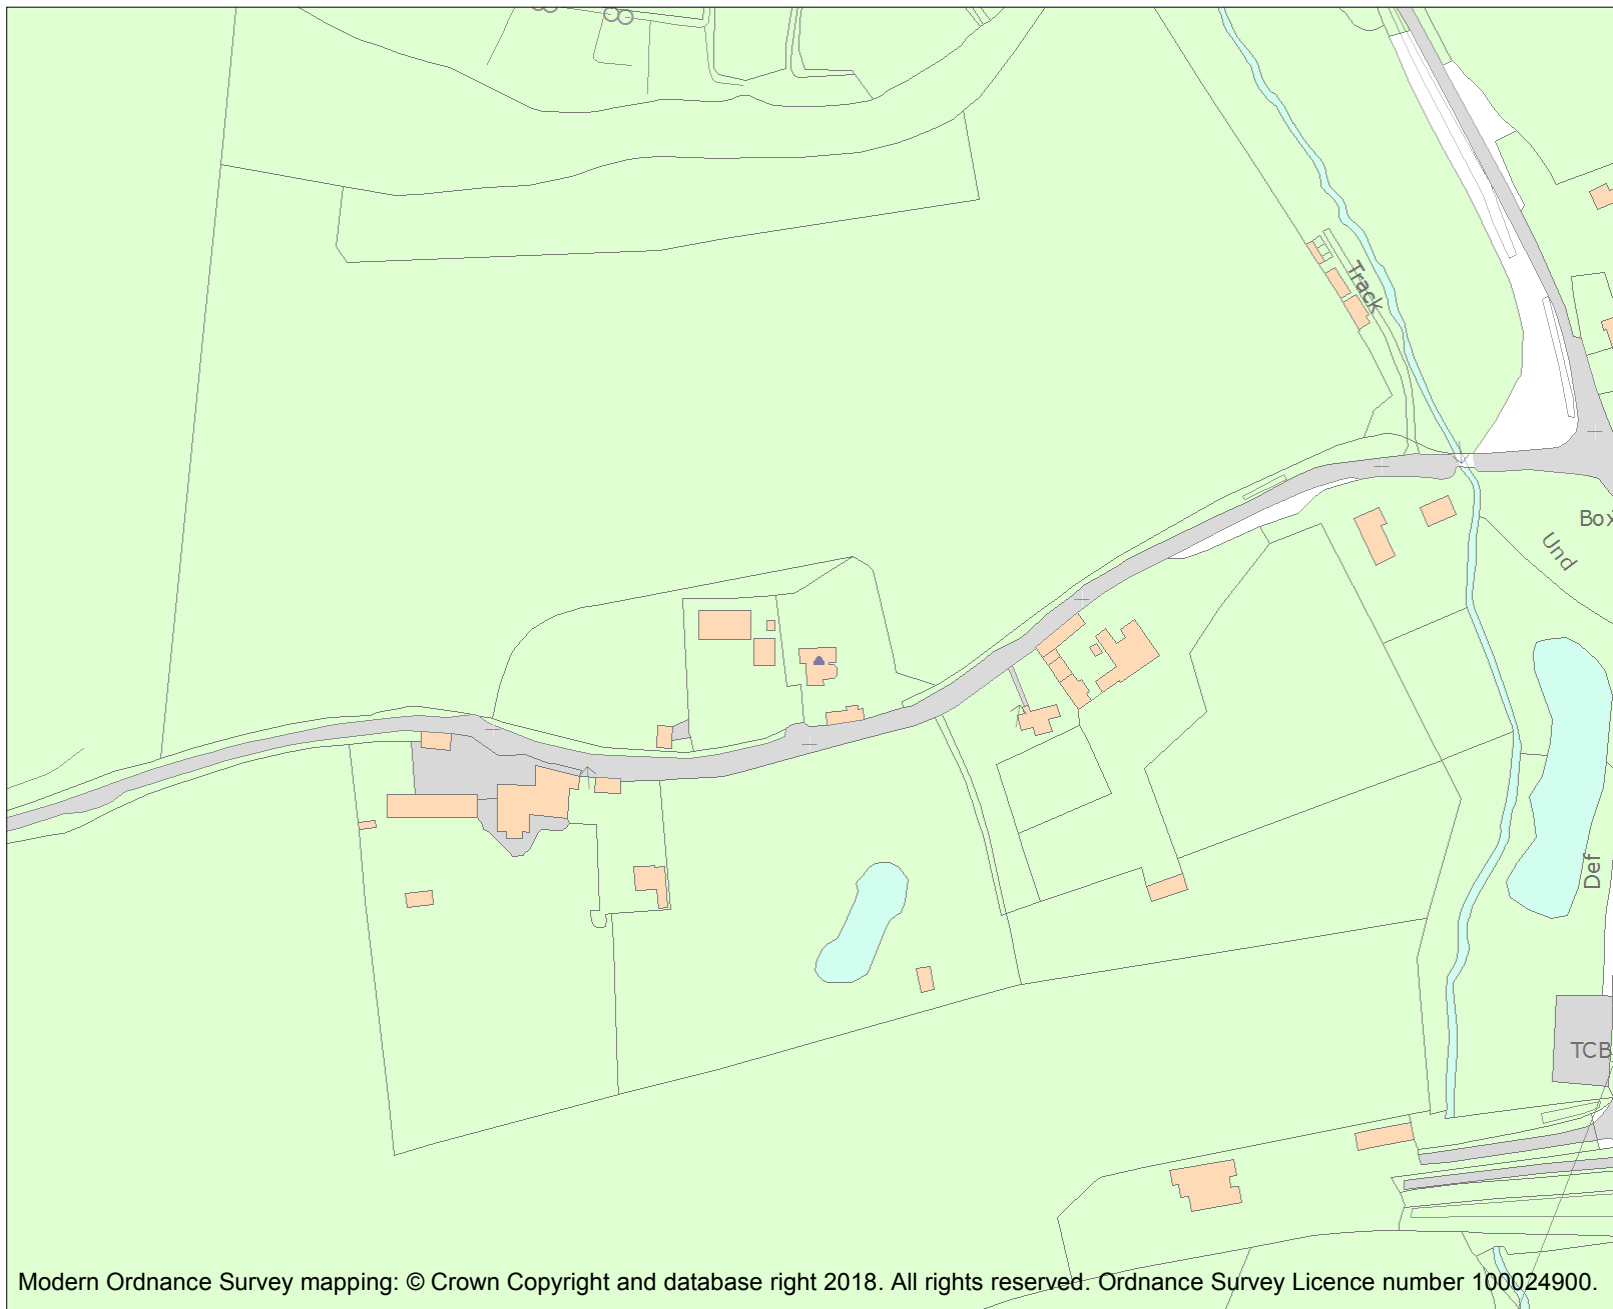 Track
Box
Und
Def
TCB
Modern Ordnance Survey mapping: © Crown Copyright and database right 2018. All rights reserved. Ordnance Survey Licence number 100024900.